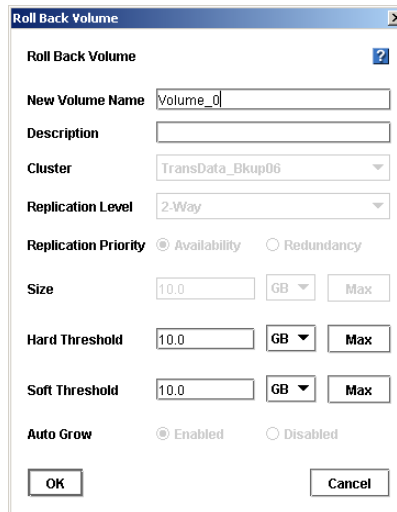 Roll Back Volume
Roll Back Volume ?
New Volume Name Volume_0
Description
Cluster TransData_Bkup06
Replication Level 2-Way
Replication Priority Availability Redundancy
Size 10.0 GB Max
Hard Threshold 10.0 GB Max
Soft Threshold 10.0 GB Max
Auto Grow Enabled Disabled
OK Cancel